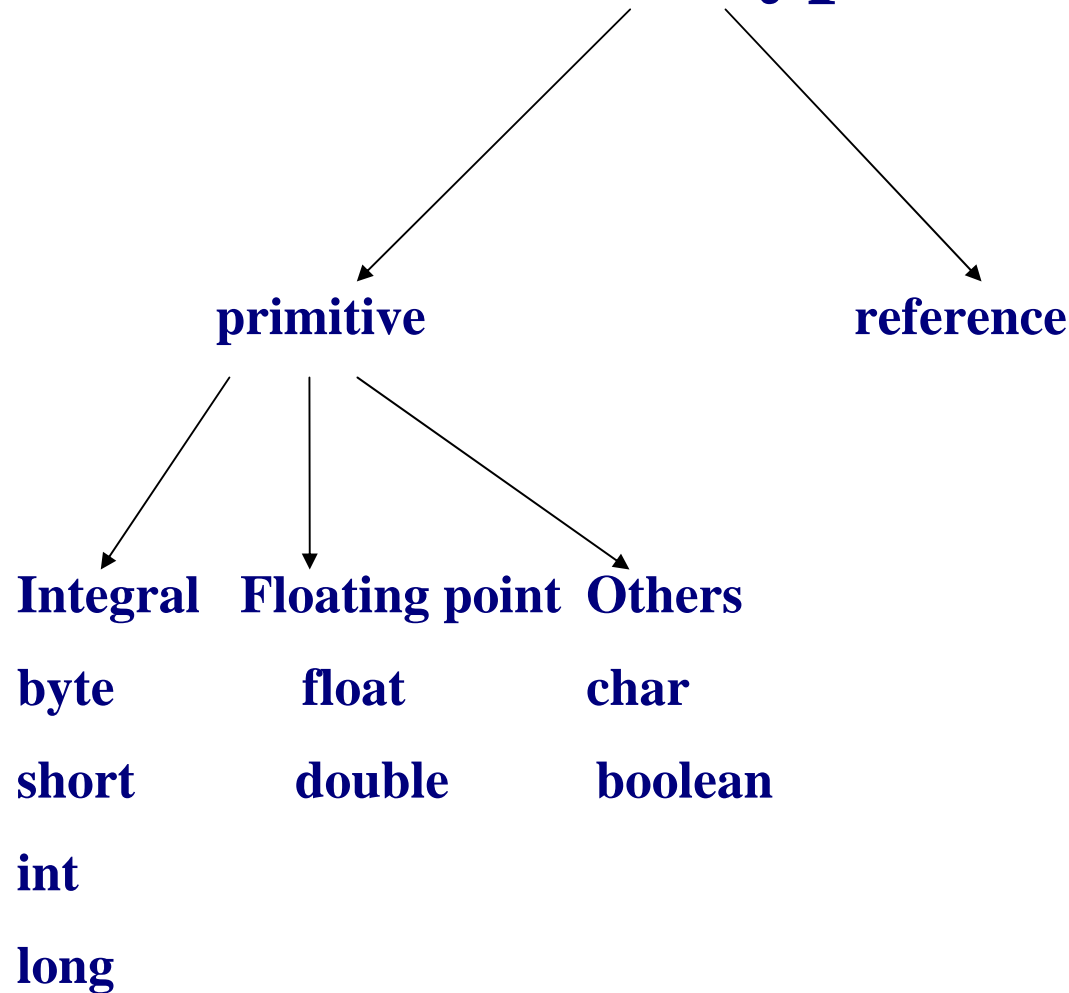 primitive reference
Integral Floating point Others
byte float char
short double boolean
int
long